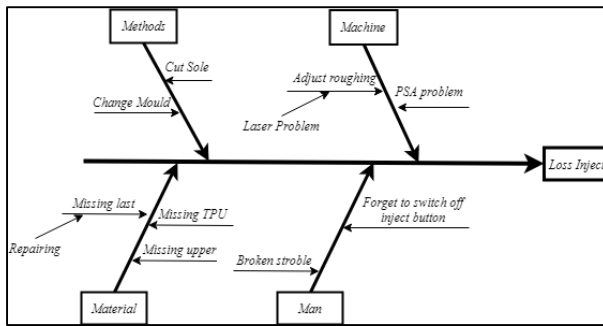 Methods
Machine
Cut Sole
Adjust roughing
PSA problem
Change Mould
Laser Problem
Loss Inject
Missing last
Forget to switch off
inject button
Missing TPU
Repairing
Missing upper
Broken stroble
Material
Man